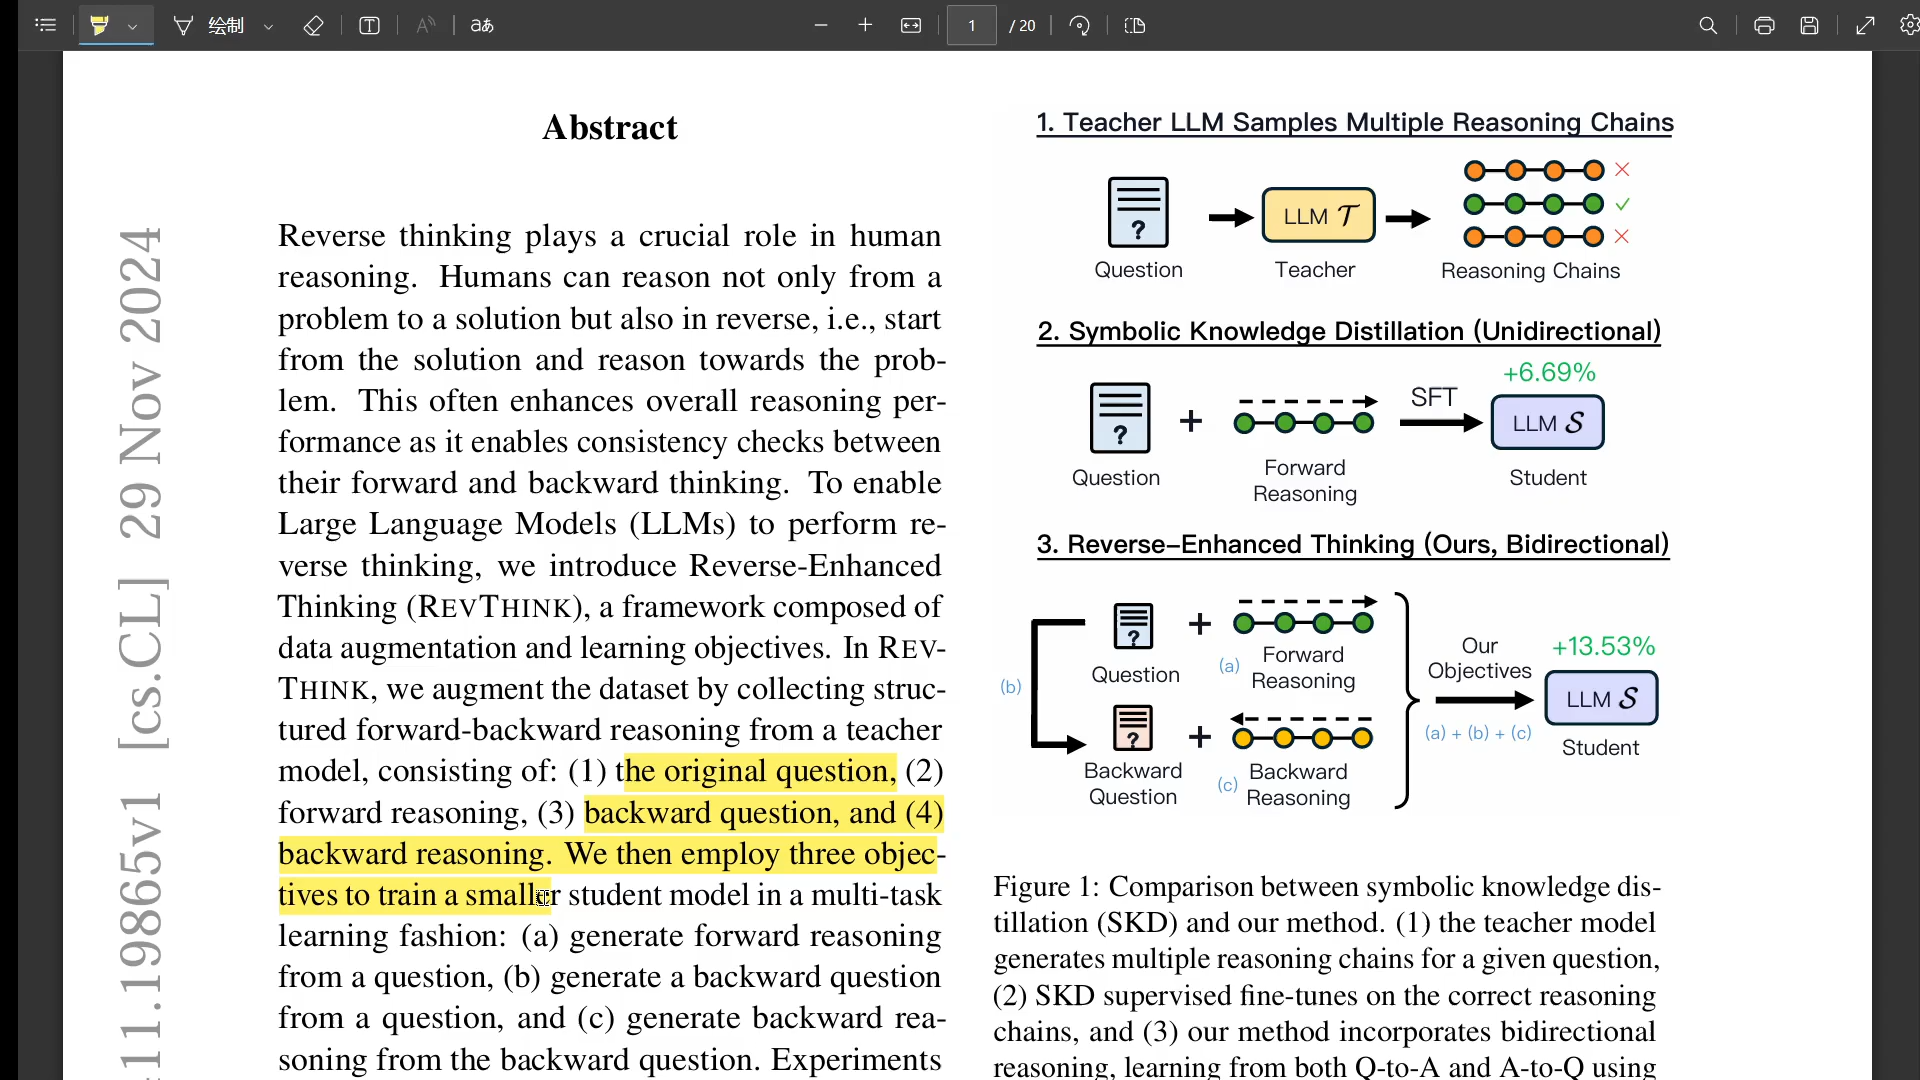 绘制
A
aあ
1
/ 20
Abstract
Reverse thinking plays a crucial role in human
reasoning. Humans can reason not only from a
problem to a solution but also in reverse, i.e., start
from the solution and reason towards the prob-
lem. This often enhances overall reasoning per-
formance as it enables consistency checks between
their forward and backward thinking. To enable
Large Language Models (LLMs) to perform re-
verse thinking, we introduce Reverse-Enhanced
Thinking (REVTHINK), a framework composed of
data augmentation and learning objectives. In REV-
THINK, we augment the dataset by collecting struc-
tured forward-backward reasoning from a teacher
model, consisting of: (1) the original question, (2)
forward reasoning, (3) backward question, and (4)
backward reasoning. We then employ three objec-
tives to train a smaller student model in a multi-task
learning fashion: (a) generate forward reasoning
from a question, (b) generate a backward question
from a question, and (c) generate backward rea-
soning from the backward question. Experiments
11.19865v1 [cs.CL] 29 Nov 2024
1. Teacher LLM Samples Multiple Reasoning Chains
?
LLM T
Question
Teacher
Reasoning Chains
2. Symbolic Knowledge Distillation (Unidirectional)
+6.69%
SFT
?
+
LLM S
Question
Forward
Reasoning
Student
3. Reverse-Enhanced Thinking (Ours, Bidirectional)
?
+
Question
(a)
Forward
Reasoning
(b)
?
+
Backward
Question
(c)
Backward
Reasoning
Our
Objectives
(a) + (b) + (c)
+13.53%
LLM S
Student
Figure 1: Comparison between symbolic knowledge dis-
tillation (SKD) and our method. (1) the teacher model
generates multiple reasoning chains for a given question,
(2) SKD supervised fine-tunes on the correct reasoning
chains, and (3) our method incorporates bidirectional
reasoning, learning from both Q-to-A and A-to-Q using